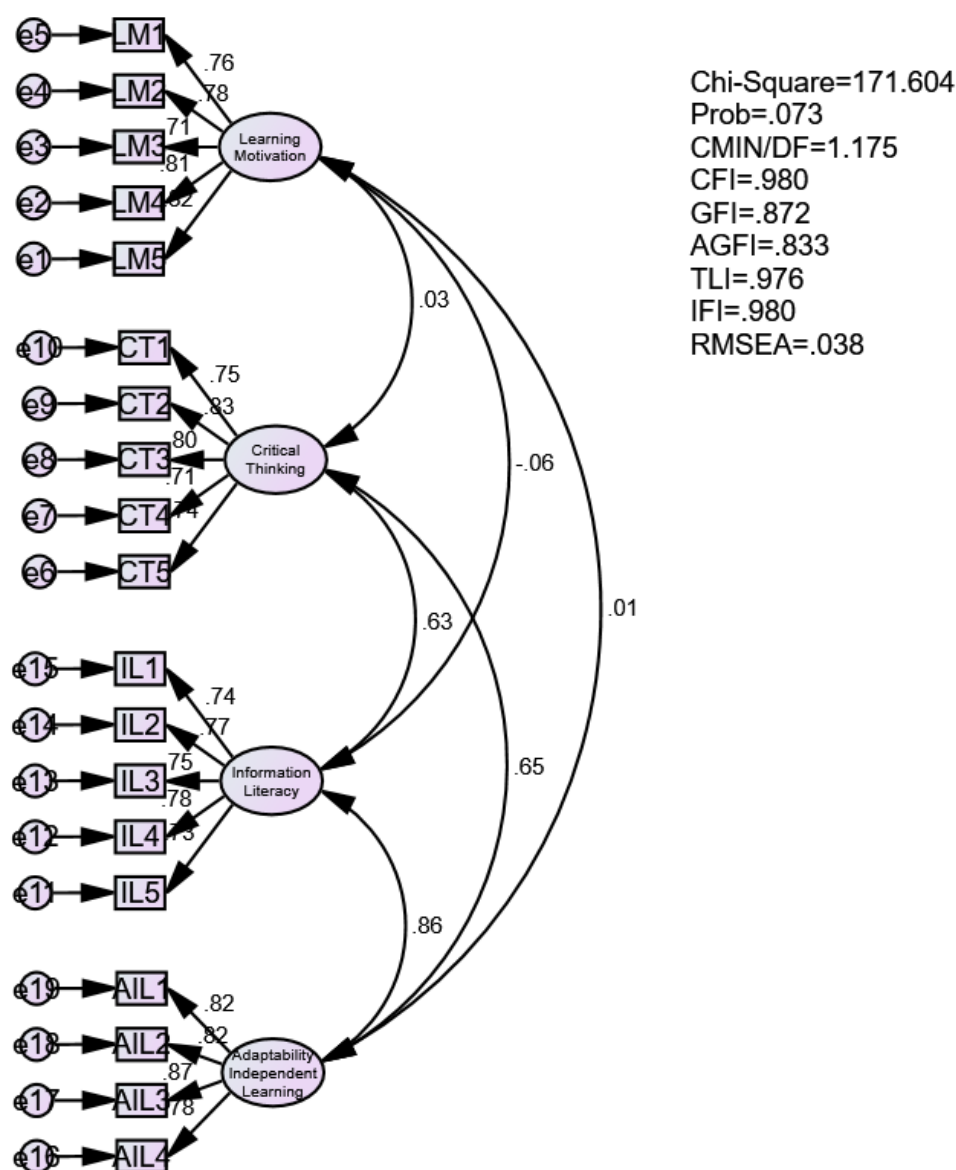 e5
LM1
.76
e4
LM2
.78
e3
LM3
.71
e2
LM4
.81
e1
LM5
.82
Learning
Motivation
e10
CT1
.75
e9
CT2
.83
e8
CT3
.80
e7
CT4
.71
e6
CT5
.74
Critical
Thinking
e15
IL1
.74
e14
IL2
.77
e13
IL3
.75
e12
IL4
.78
e11
IL5
.73
Information
Literacy
e19
AIL1
.82
e18
AIL2
.82
e17
AIL3
.87
e16
AIL4
.78
Adaptability
Independent
Learning
.03
-.06
.01
.63
.65
.86
Chi-Square=171.604
Prob=.073
CMIN/DF=1.175
CFI=.980
GFI=.872
AGFI=.833
TLI=.976
IFI=.980
RMSEA=.038